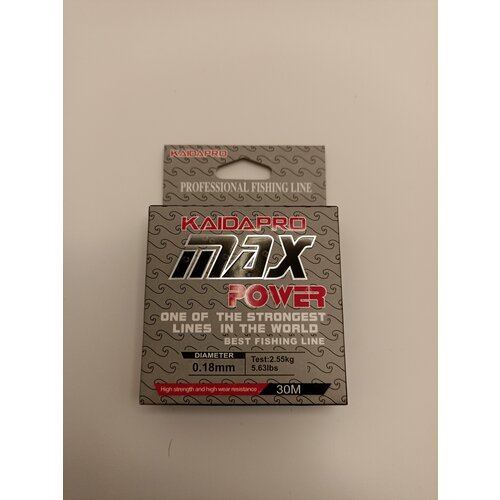 KAIDAPRO
PROFESSIONAL FISHING LINE
KAIDAPRO
max
POWER
ONE OF THE STRONGEST
LINES IN THE WORLD
BEST FISHING LINE
DIAMETER
0.18mm
Test:2.55kg
5.63lbs
High strength and high wear resistance
30M